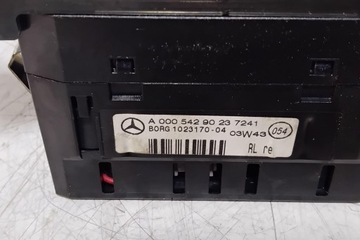 A 000 542 90 23 7241
BORG 1023170-04 03W43 054
RL re